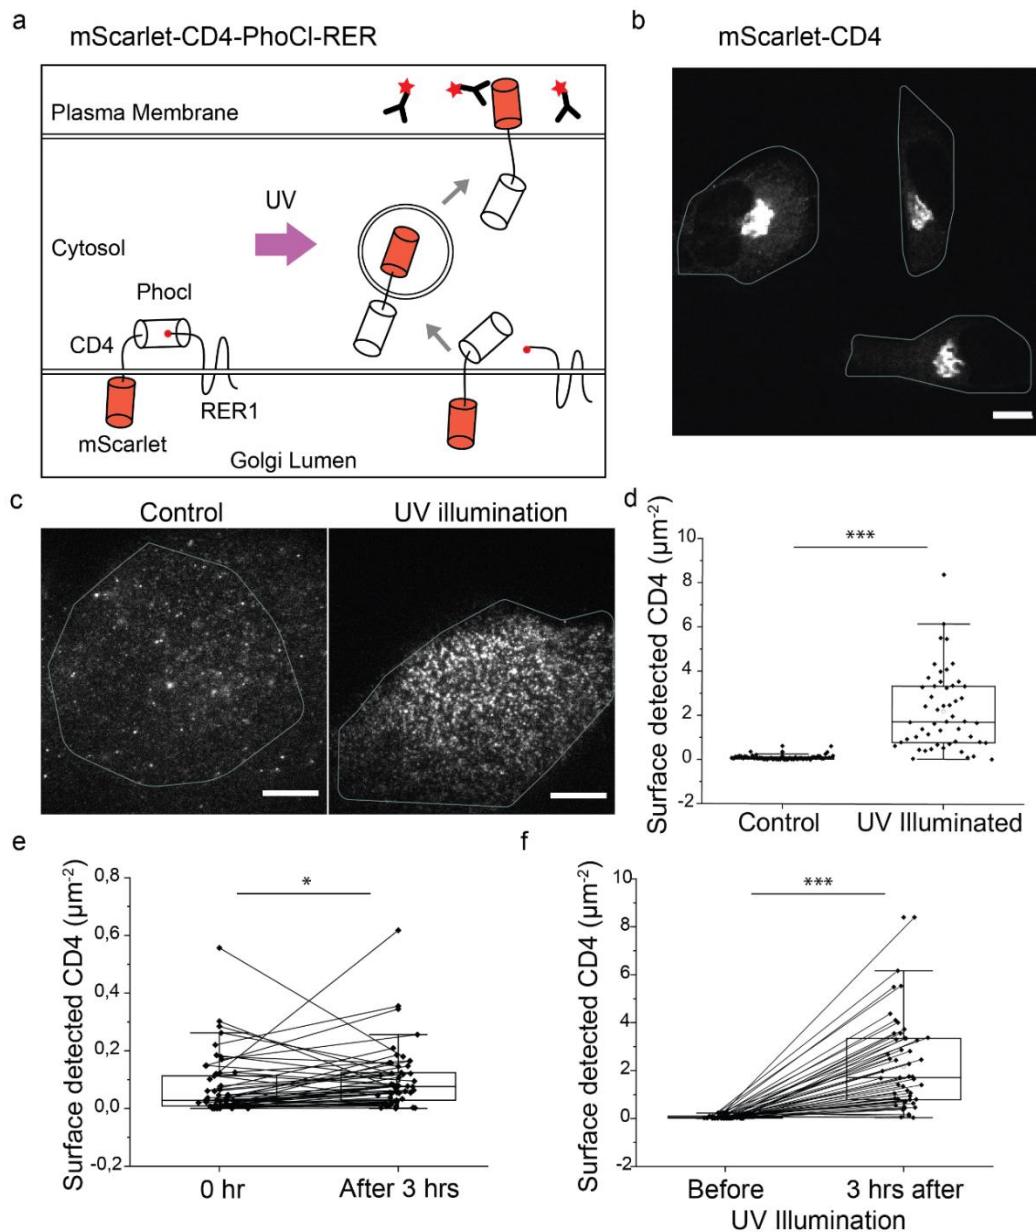 a
mScarlet-CD4-PhoCl-RER
Plasma Membrane
UV
Cytosol
Phocl
CD4
RER1
mScarlet
Golgi Lumen
b
mScarlet-CD4
c
Control
UV illumination
d
Surface detected CD4 (µm-2)
***
10
8
6
4
2
0
-2
Control
UV Illuminated
e
Surface detected CD4 (µm-2)
*
0,8
0,6
0,4
0,2
0,0
-0,2
0 hr
After 3 hrs
f
Surface detected CD4 (µm-2)
***
10
8
6
4
2
0
-2
Before
3 hrs after
UV Illumination